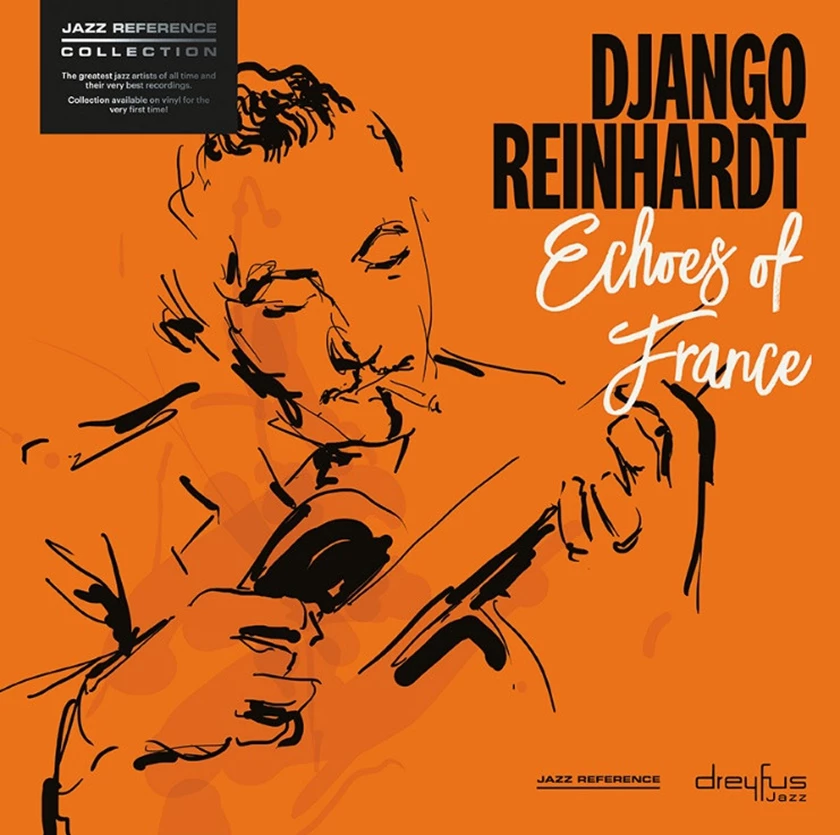 JAZZ REFERENCE
COLLECTION
The greatest jazz artists of all time and
their very best recordings.
Collection available on vinyl for the
very first time!
DJANGO
REINHARDT
Echoes of
France
JAZZ REFERENCE
dreyfus
Jazz